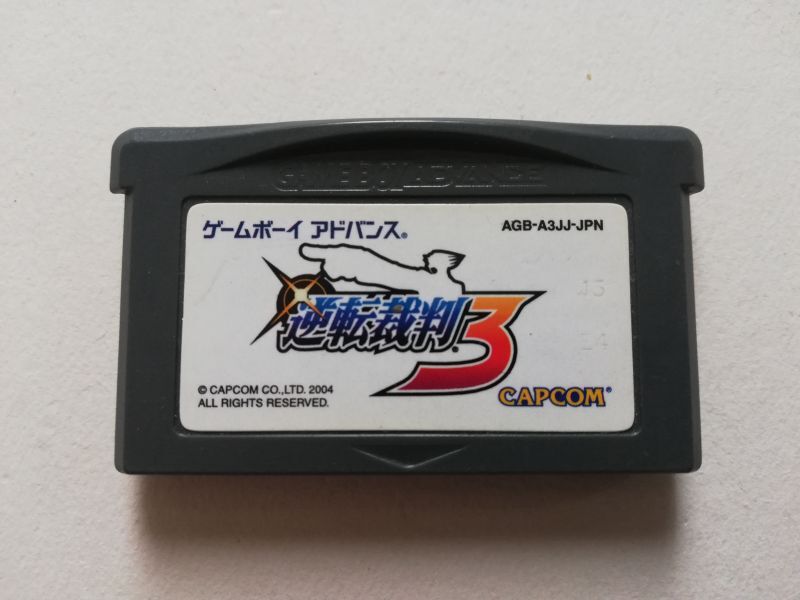 GAME BOY ADVANCE
ゲームボーイ アドバンス®
AGB-A3JJ-JPN
逆転裁判3
© CAPCOM CO.,LTD. 2004
ALL RIGHTS RESERVED.
CAPCOM®